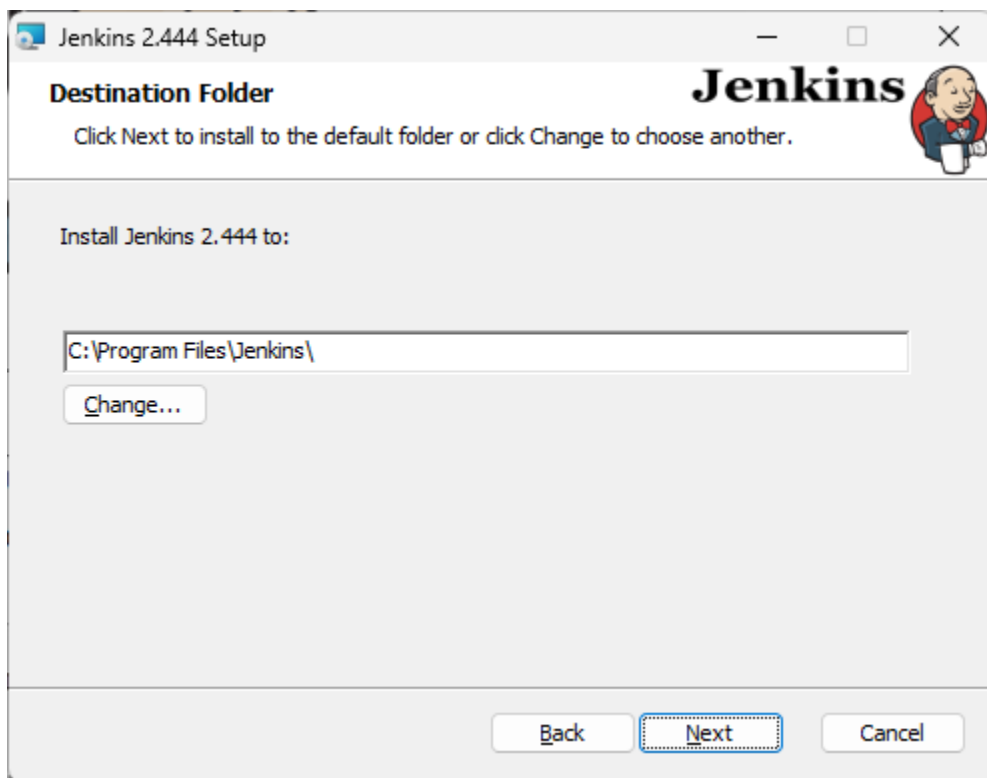 Jenkins 2.444 Setup
Destination Folder
Jenkins
Click Next to install to the default folder or click Change to choose another.
Install Jenkins 2.444 to:
C:\Program Files\Jenkins\
Change...
Back
Next
Cancel